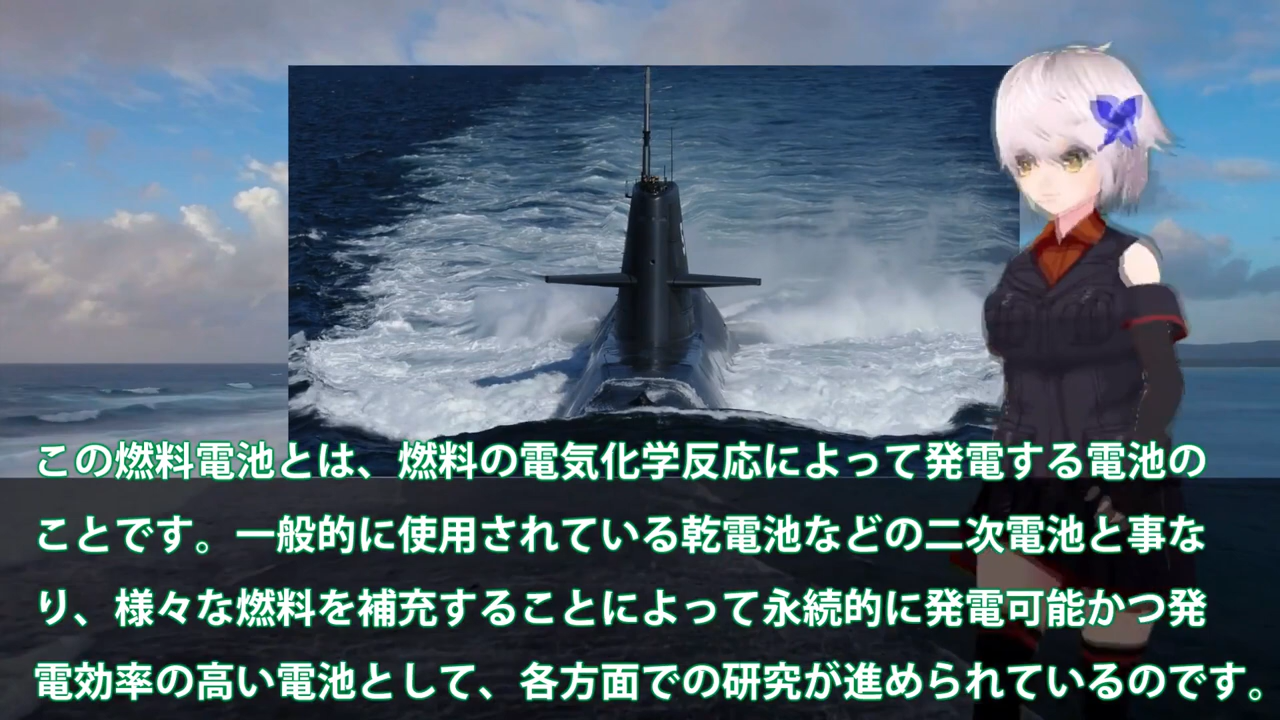 この燃料電池とは、燃料の電気化学反応によって発電する電池の
ことです。一般的に使用されている乾電池などの二次電池と事な
り、様々な燃料を補充することによって永続的に発電可能かつ発
電効率の高い電池として、各方面での研究が進められているのです。